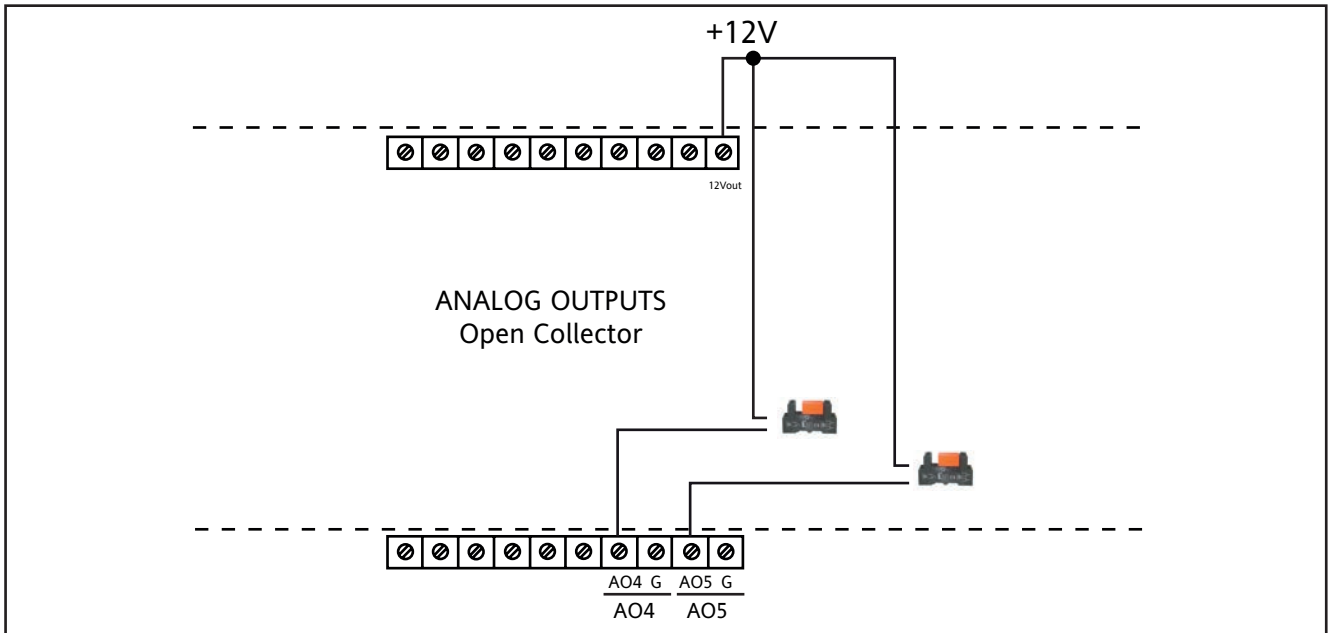 +12V
12Vout
ANALOG OUTPUTS
Open Collector
AO4 G AO5 G
AO4 AO5